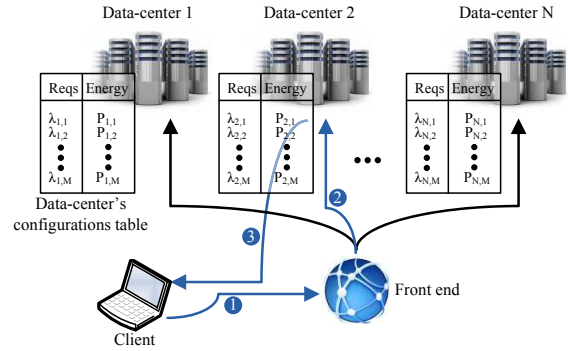 Data-center 1 Data-center 2 Data-center N
Reqs Energy Reqs Energy Reqs Energy
λ1,1 P1,1 λ2,1 P2,1 λN,1 PN,1
λ1,2 P1,2 λ2,2 P2,2 λN,2 PN,2
λ1,M P1,M λ2,M P2,M λN,M PN,M
Data-center's
configurations table
2
3
Front end
1
Client